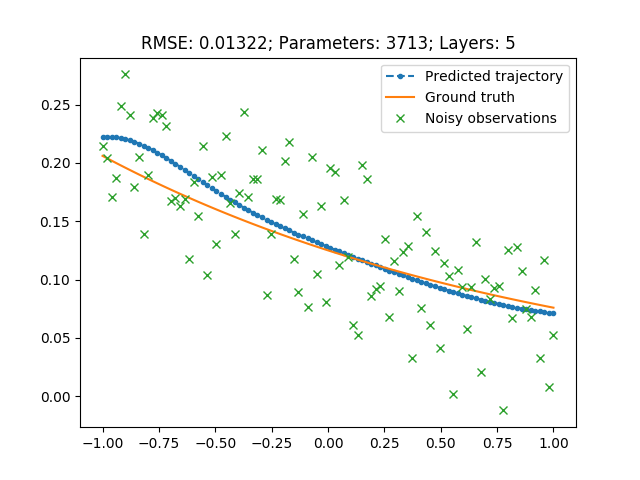 RMSE: 0.01322; Parameters: 3713; Layers: 5
Predicted trajectory
Ground truth
Noisy observations
0.25
0.20
0.15
0.10
0.05
0.00
−1.00 −0.75 −0.50 −0.25 0.00 0.25 0.50 0.75 1.00